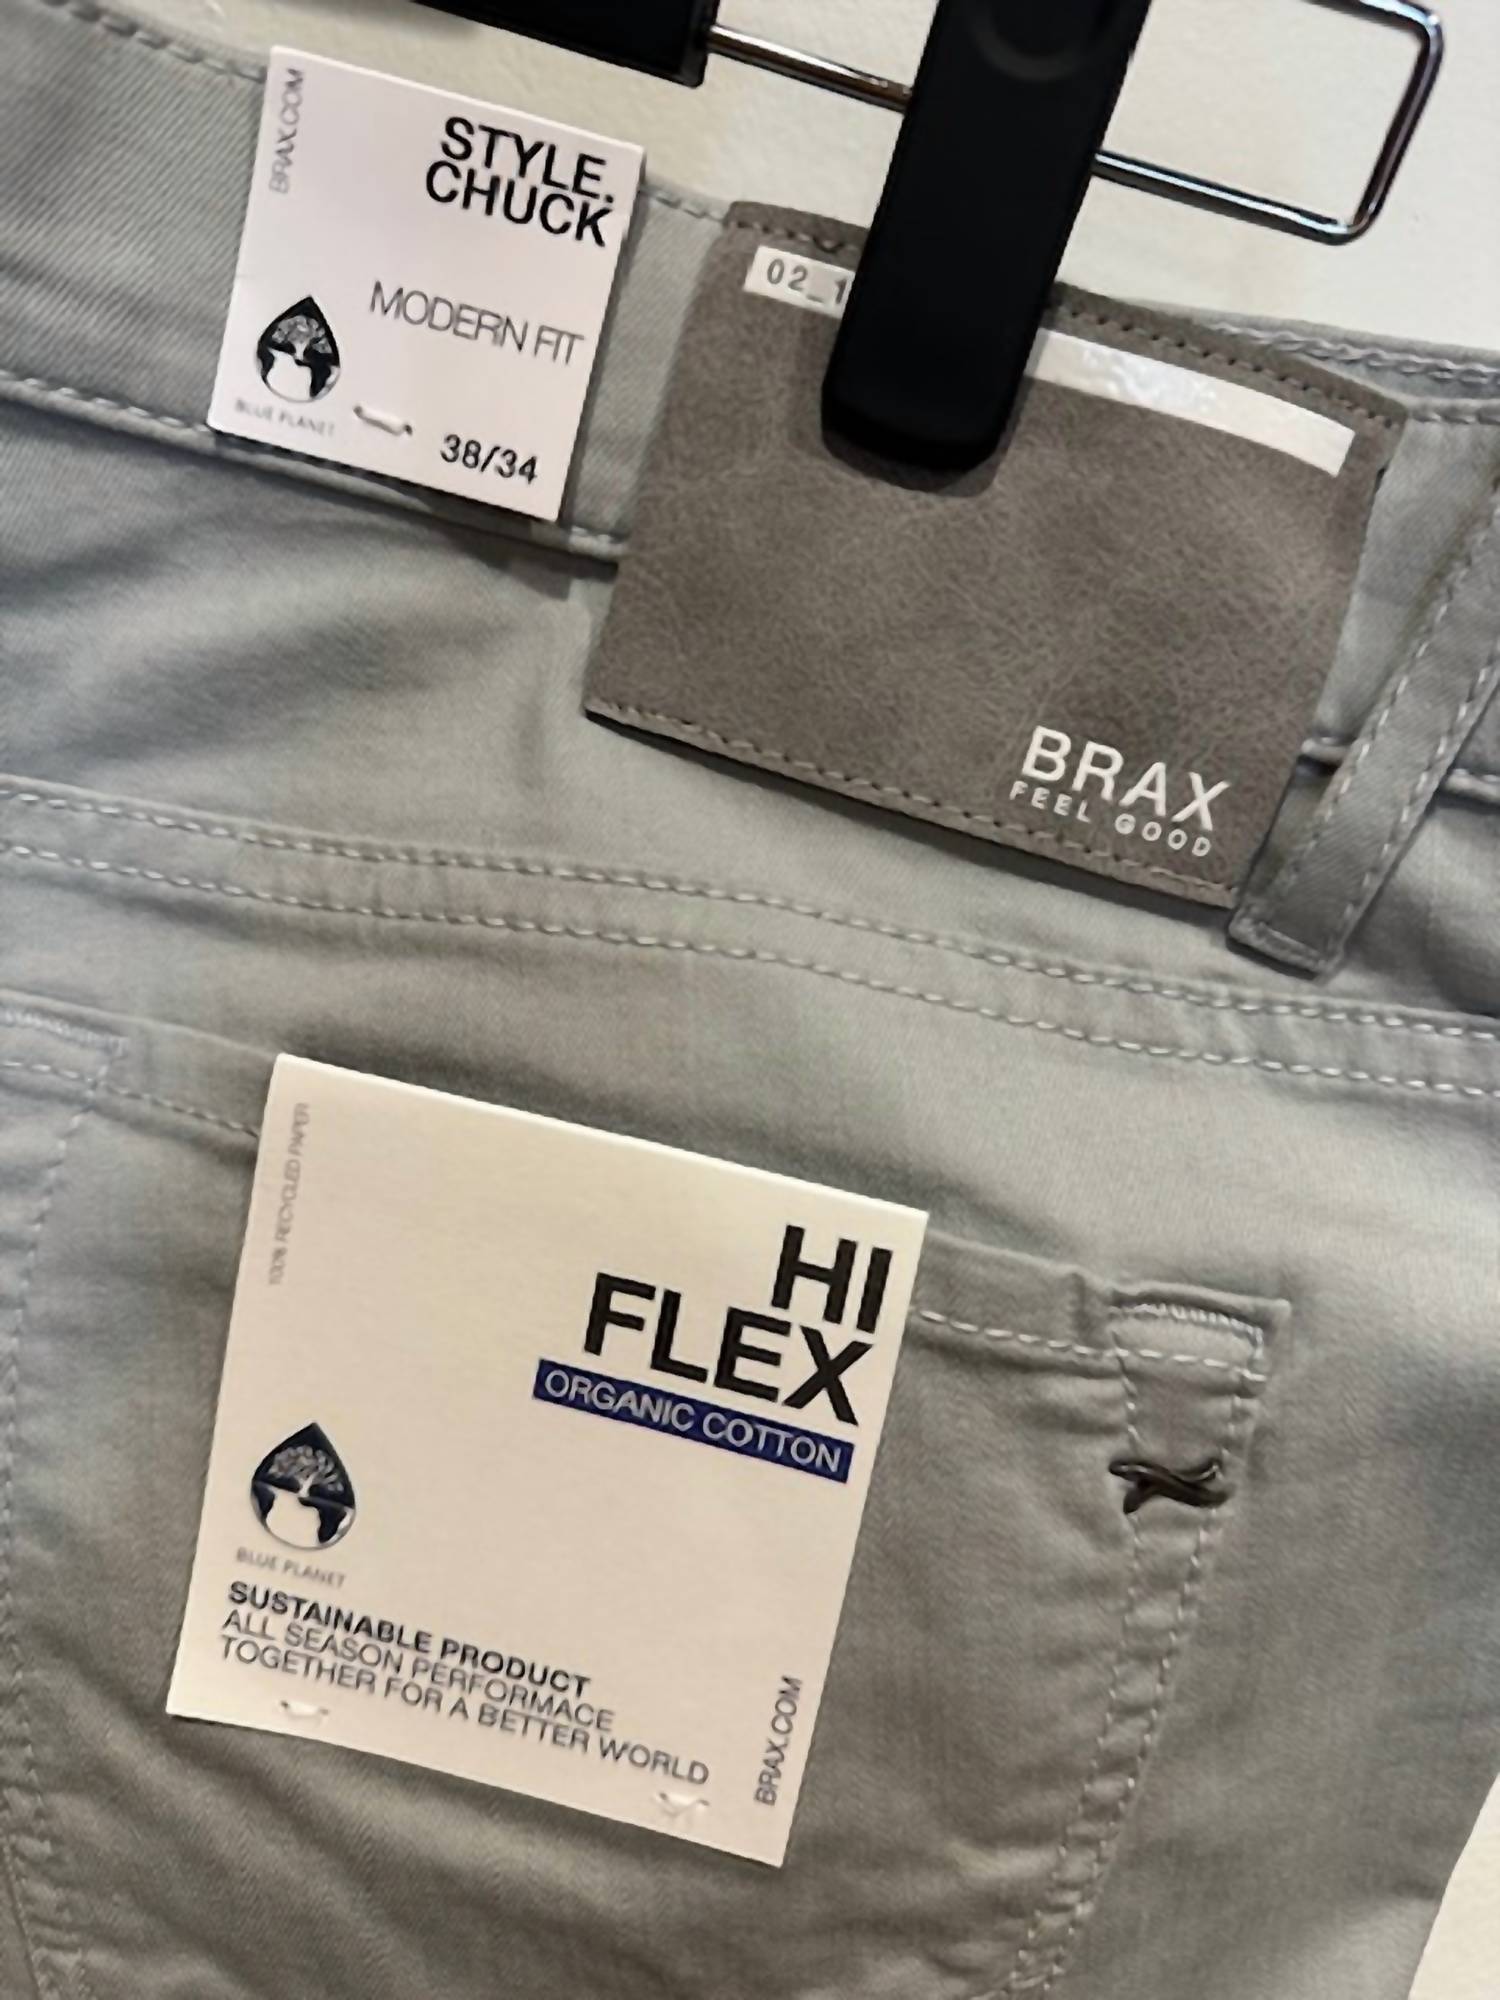 BRAX.COM
STYLE.
CHUCK
MODERN FIT
BLUE PLANET
38/34
02_1
BRAX
FEEL GOOD
100% RECYCLED PAPER
HI
FLEX
ORGANIC COTTON
BLUE PLANET
SUSTAINABLE PRODUCT
ALL SEASON PERFORMACE
TOGETHER FOR A BETTER WORLD
BRAX.COM